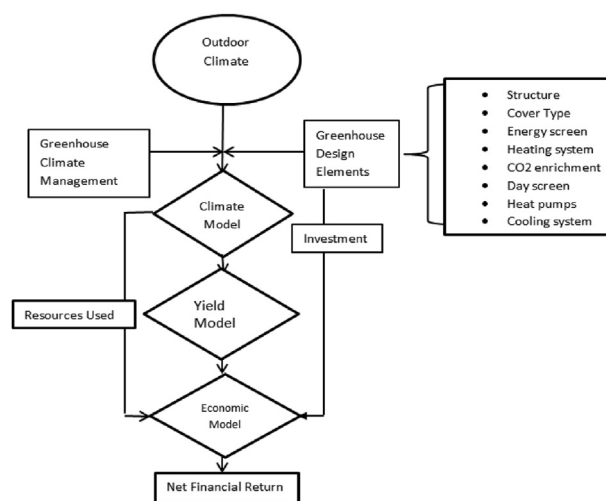 Outdoor
Climate
Greenhouse
Climate
Management
Greenhouse
Design
Elements
Structure
Cover Type
Energy screen
Heating system
CO2 enrichment
Day screen
Heat pumps
Cooling system
Climate
Model
Investment
Resources Used
Yield
Model
Economic
Model
Net Financial Return